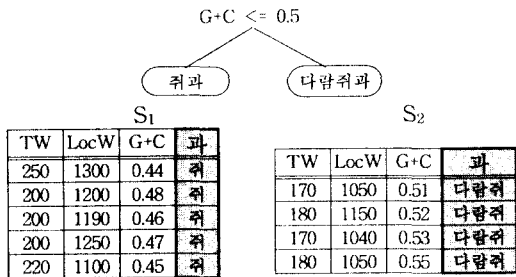 G+C <= 0.5
쥐과 다람쥐과
S1 S2
TW LocW G+C 과
250 1300 0.44 쥐
200 1200 0.48 쥐
200 1190 0.46 쥐
200 1250 0.47 쥐
220 1100 0.45 쥐
TW LocW G+C 과
170 1050 0.51 다람쥐
180 1150 0.52 다람쥐
170 1040 0.53 다람쥐
180 1050 0.55 다람쥐